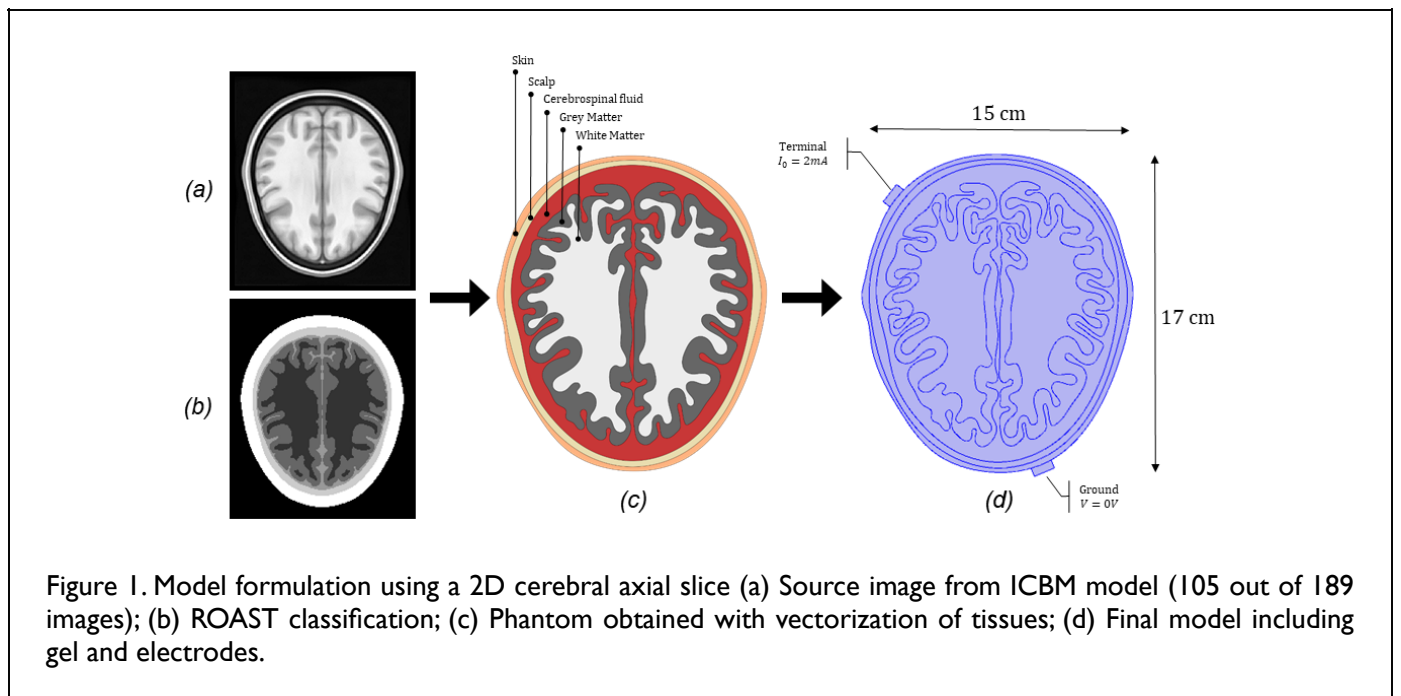 Skin
Scalp
Cerebrospinal fluid
Grey Matter
White Matter
(a)
(b)
(c)
Terminal
I₀ = 2mA
15 cm
17 cm
Ground
V = 0V
(d)
Figure 1. Model formulation using a 2D cerebral axial slice (a) Source image from ICBM model (105 out of 189
images); (b) ROAST classification; (c) Phantom obtained with vectorization of tissues; (d) Final model including
gel and electrodes.